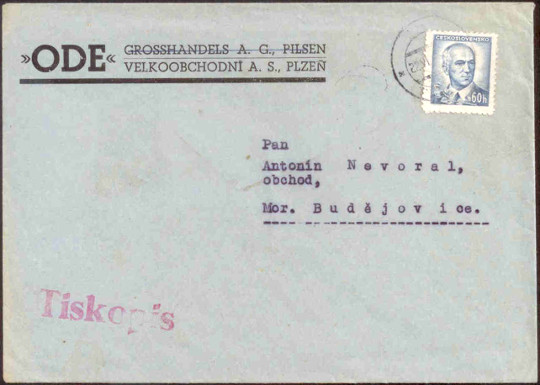 »ODE«
GROSSHANDELS A. G., PILSEN
VELKOOBCHODNÍ A. S., PLZEŇ
ČESKOSLOVENSKO
60h
Pan
Antonín Nevoral,
obchod,
Mor. Budějovice.
Tiskopis